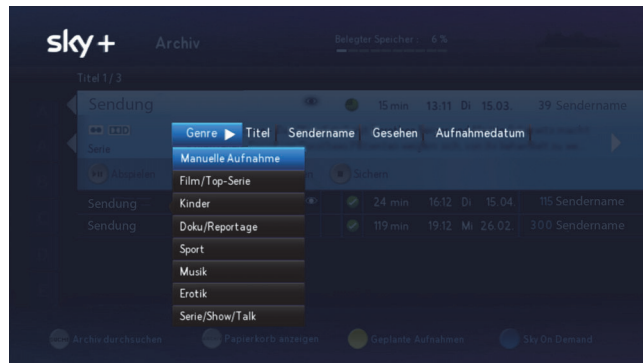 sky+ Archiv Belegter Speicher: 6%
Titel 1/3
Sendung 15 min 13:11 Di 15.03. 39 Sendername
Genre Titel Sendername Gesehen Aufnahmedatum
Serie
Manuelle Aufnahme
Film/Top-Serie
Abspielen Sichern
Kinder
Sendung 24 min 16:12 Di 15.04. 115 Sendername
Doku/Reportage
Sendung 119 min 19.12 Mi 26.02. 300 Sendername
Sport
Musik
Erotik
Serie/Show/Talk
Archiv durchsuchen Papierkorb anzeigen Geplante Aufnahmen Sky On Demand